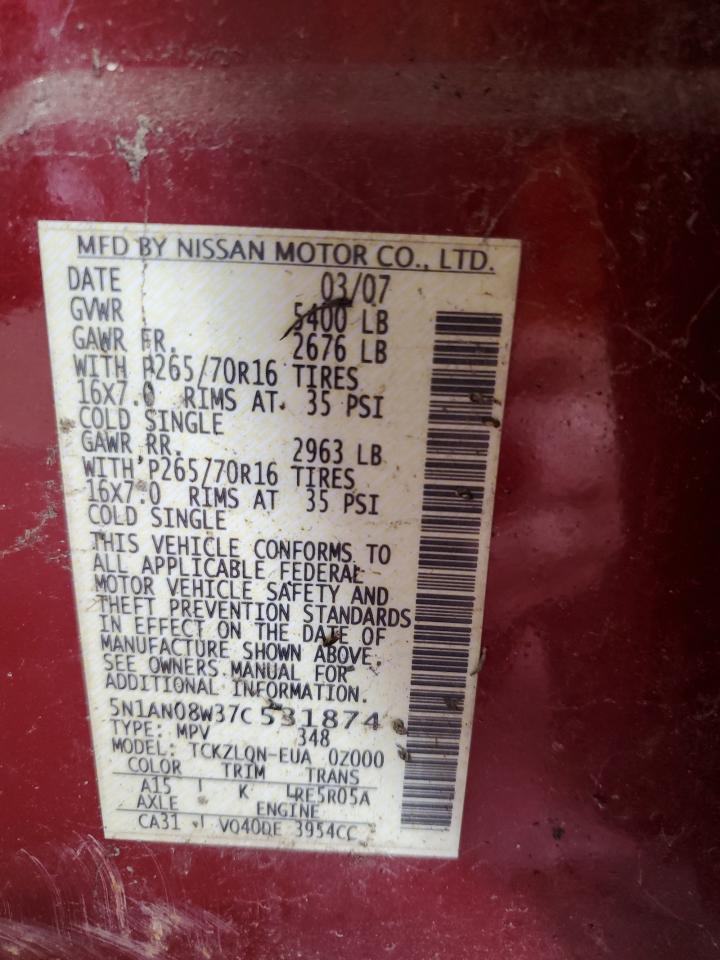 MFD BY NISSAN MOTOR CO., LTD.
DATE 03/07
GVWR 5400 LB
GAWR FR. 2676 LB
WITH P265/70R16 TIRES
16X7.0 RIMS AT 35 PSI
COLD SINGLE
GAWR RR. 2963 LB
WITH P265/70R16 TIRES
16X7.0 RIMS AT 35 PSI
COLD SINGLE
THIS VEHICLE CONFORMS TO
ALL APPLICABLE FEDERAL
MOTOR VEHICLE SAFETY AND
THEFT PREVENTION STANDARDS
IN EFFECT ON THE DATE OF
MANUFACTURE SHOWN ABOVE.
SEE OWNERS MANUAL FOR
ADDITIONAL INFORMATION.
5N1AN08W37C531874
TYPE: MPV 348
MODEL: TCKZLQN-EUA 0Z000
COLOR TRIM TRANS
A15 K RE5R05A
AXLE ENGINE
CA31 VQ40DE 3954CC